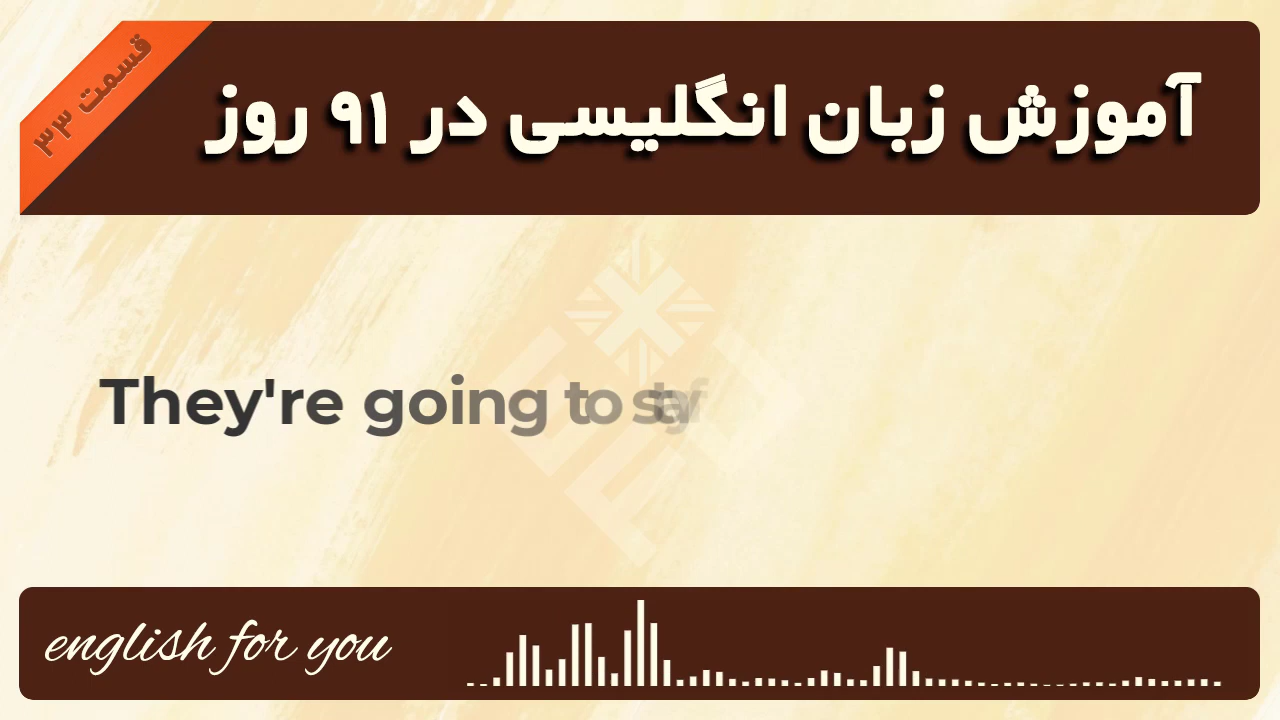 قسمت ۳۳
آموزش زبان انگلیسی در ۹۱ روز
They're going to
english for you